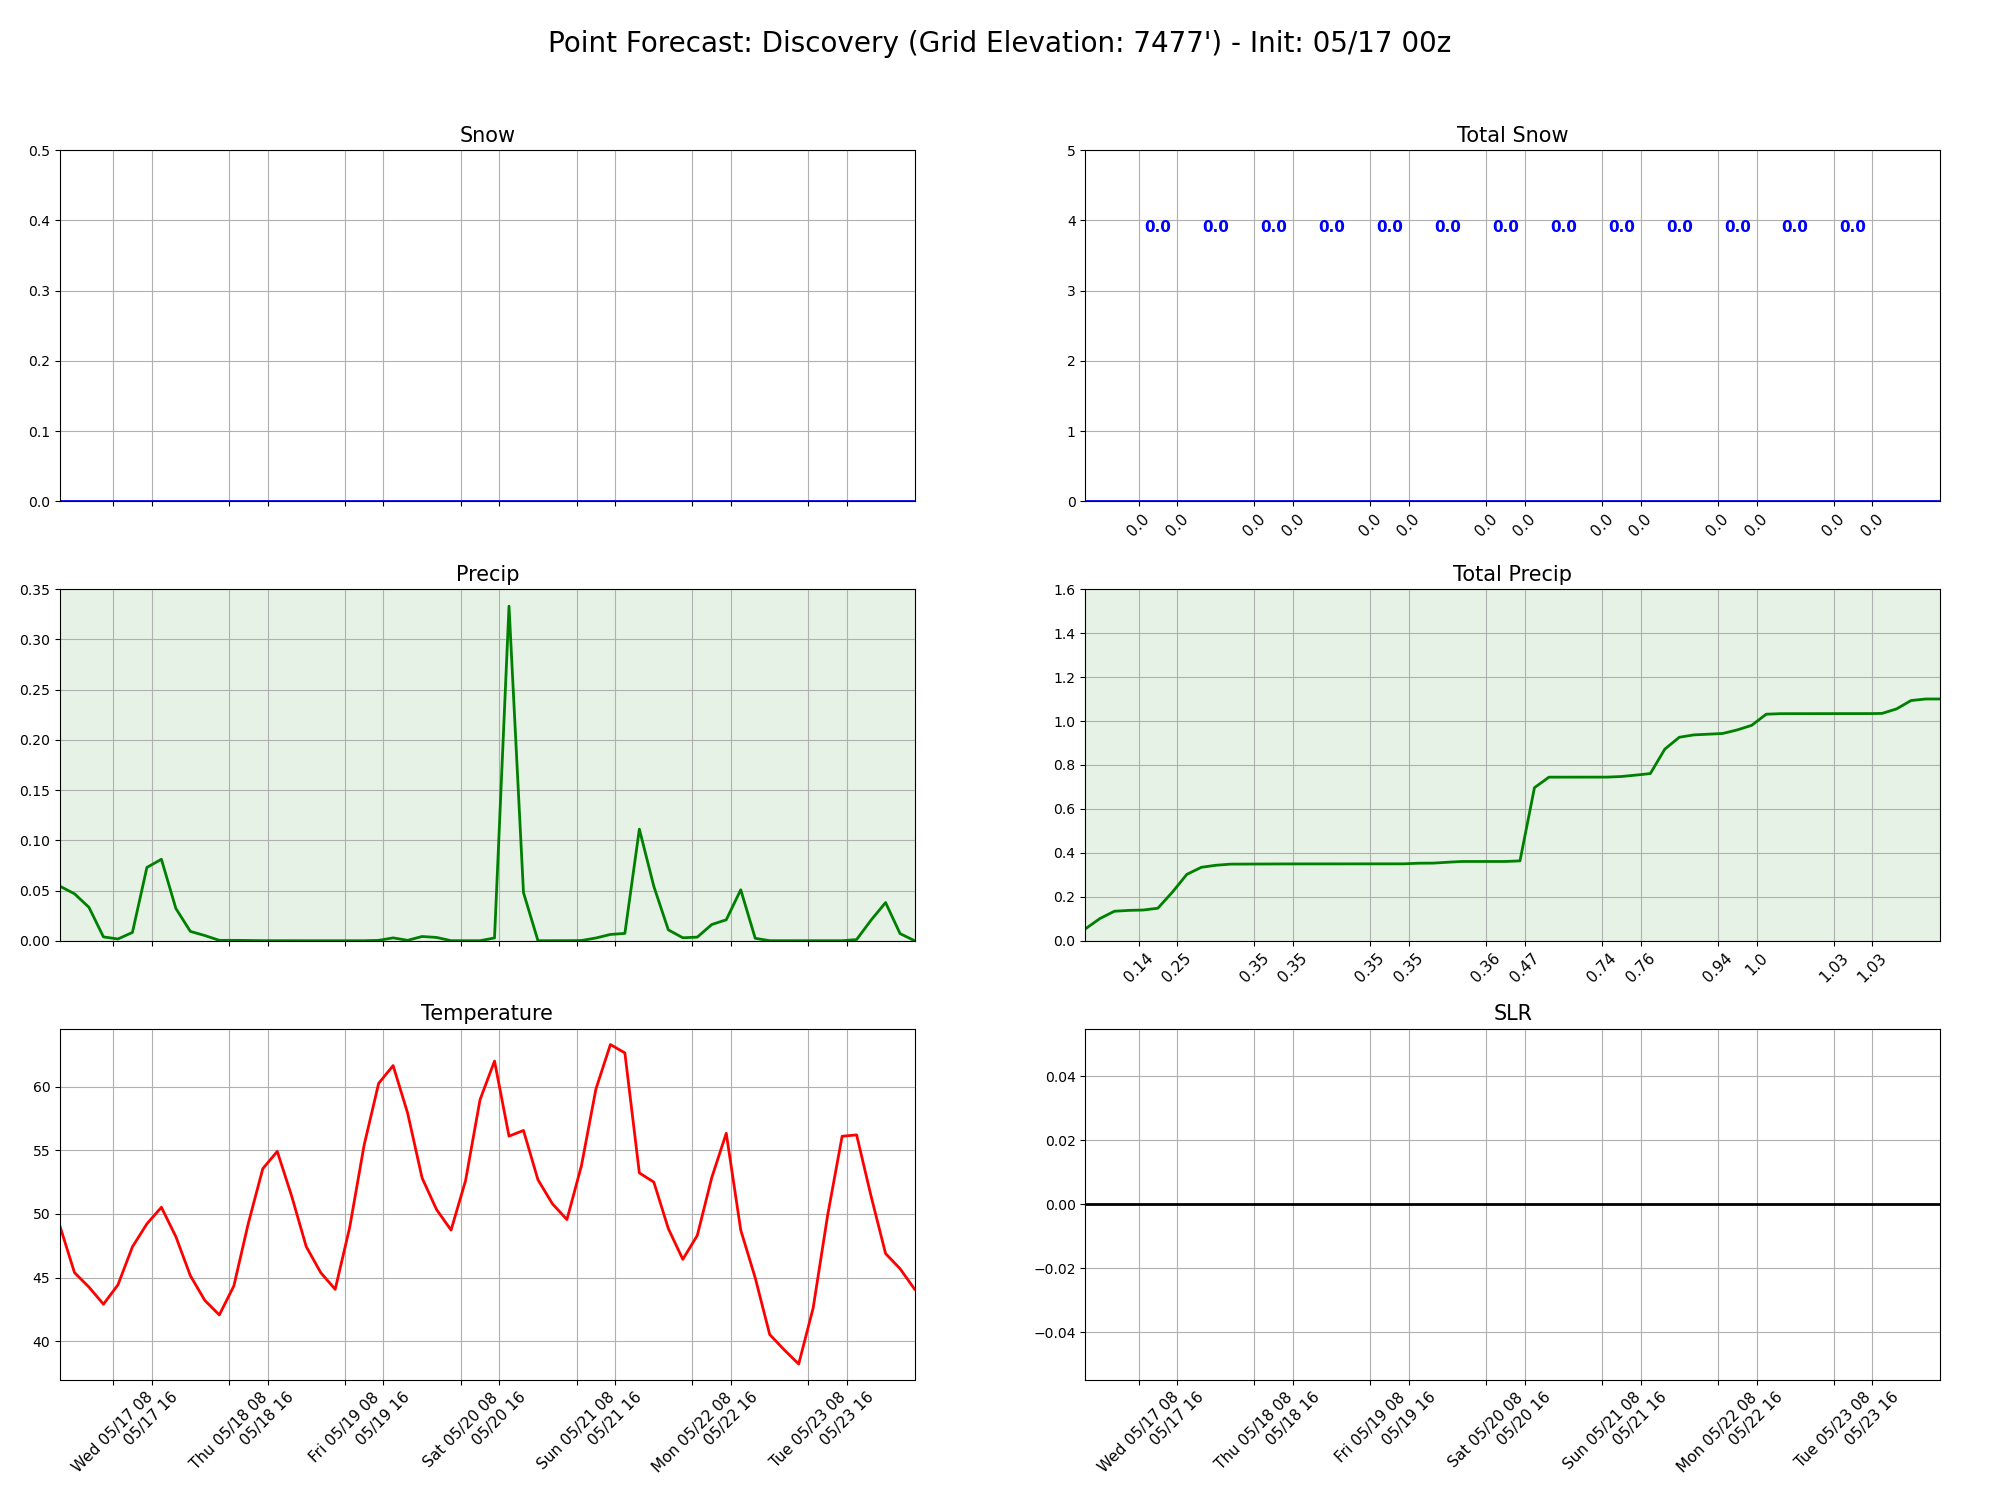 Point Forecast: Discovery (Grid Elevation: 7477') - Init: 05/17 00z
Snow
0.5
0.4
0.3
0.2
0.1
0.0
Total Snow
5
4
3
2
1
0
0.0 0.0 0.0 0.0 0.0 0.0 0.0 0.0 0.0 0.0 0.0 0.0 0.0
0.0 0.0 0.0 0.0 0.0 0.0 0.0 0.0 0.0 0.0 0.0 0.0 0.0 0.0
Precip
0.35
0.30
0.25
0.20
0.15
0.10
0.05
0.00
Total Precip
1.6
1.4
1.2
1.0
0.8
0.6
0.4
0.2
0.0
0.14 0.25 0.35 0.35 0.35 0.35 0.36 0.47 0.74 0.76 0.94 1.0 1.03 1.03
Temperature
60
55
50
45
40
Wed 05/17 08
05/17 16
Thu 05/18 08
05/18 16
Fri 05/19 08
05/19 16
Sat 05/20 08
05/20 16
Sun 05/21 08
05/21 16
Mon 05/22 08
05/22 16
Tue 05/23 08
05/23 16
SLR
0.04
0.02
0.00
−0.02
−0.04
Wed 05/17 08
05/17 16
Thu 05/18 08
05/18 16
Fri 05/19 08
05/19 16
Sat 05/20 08
05/20 16
Sun 05/21 08
05/21 16
Mon 05/22 08
05/22 16
Tue 05/23 08
05/23 16